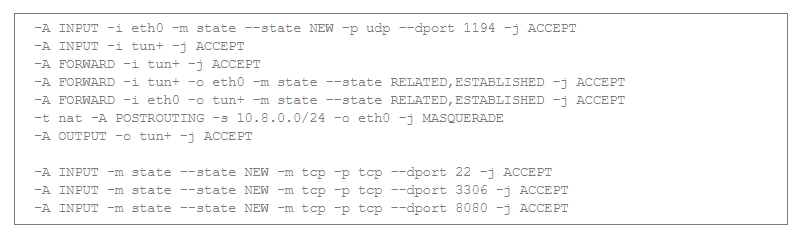 -A INPUT -i eth0 -m state --state NEW -p udp --dport 1194 -j ACCEPT
-A INPUT -i tun+ -j ACCEPT
-A FORWARD -i tun+ -j ACCEPT
-A FORWARD -i tun+ -o eth0 -m state --state RELATED,ESTABLISHED -j ACCEPT
-A FORWARD -i eth0 -o tun+ -m state --state RELATED,ESTABLISHED -j ACCEPT
-t nat -A POSTROUTING -s 10.8.0.0/24 -o eth0 -j MASQUERADE
-A OUTPUT -o tun+ -j ACCEPT
-A INPUT -m state --state NEW -m tcp -p tcp --dport 22 -j ACCEPT
-A INPUT -m state --state NEW -m tcp -p tcp --dport 3306 -j ACCEPT
-A INPUT -m state --state NEW -m tcp -p tcp --dport 8080 -j ACCEPT